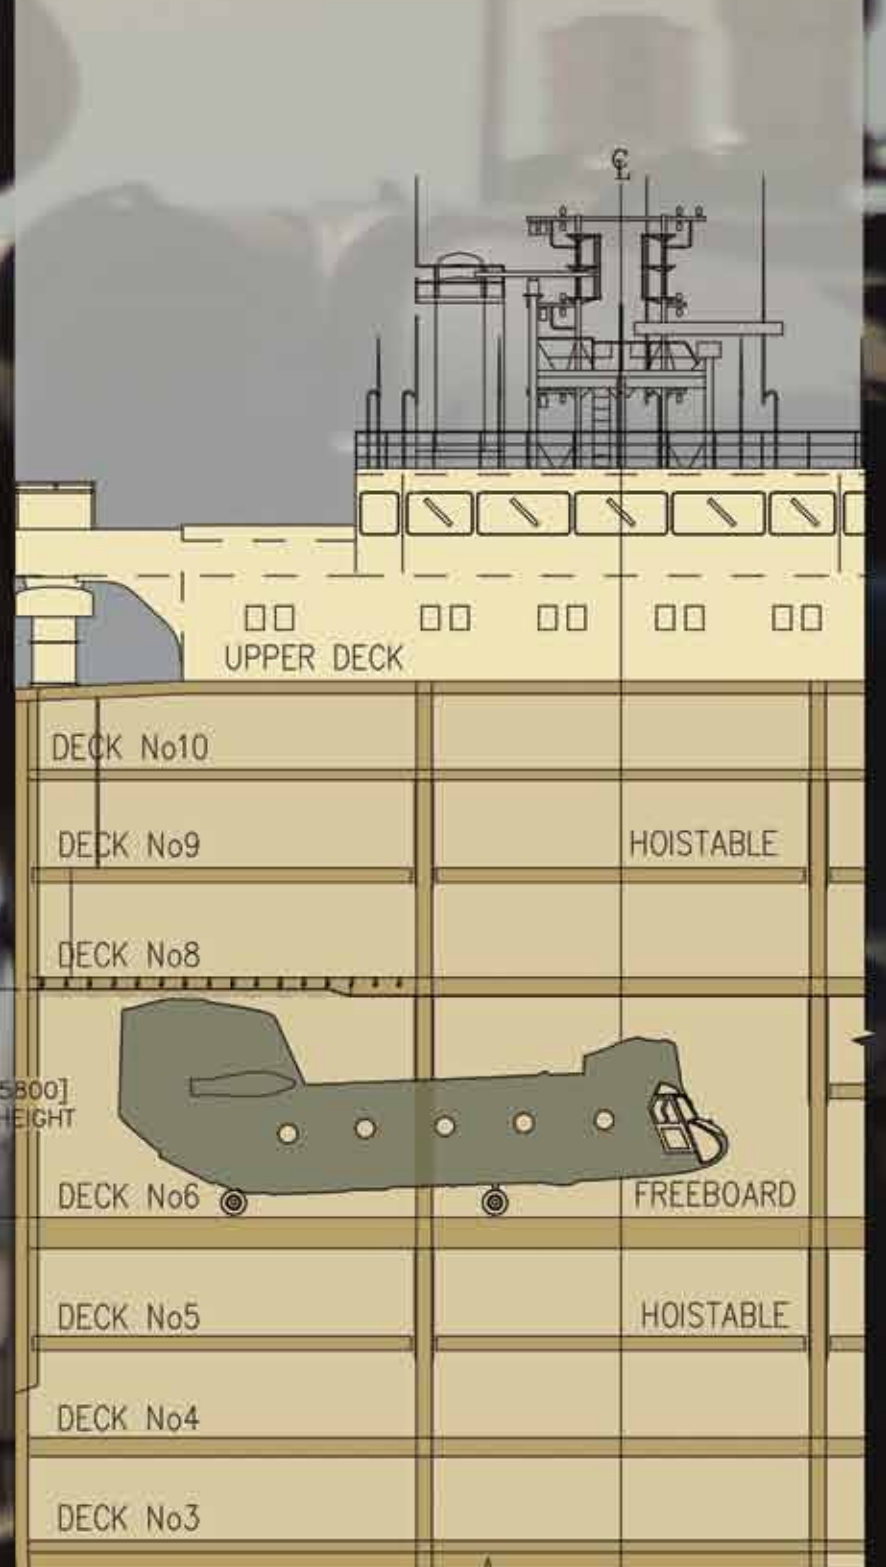 ℄
UPPER DECK
DECK No10
DECK No9 HOISTABLE
DECK No8
5800]
HEIGHT
DECK No6 FREEBOARD
DECK No5 HOISTABLE
DECK No4
DECK No3